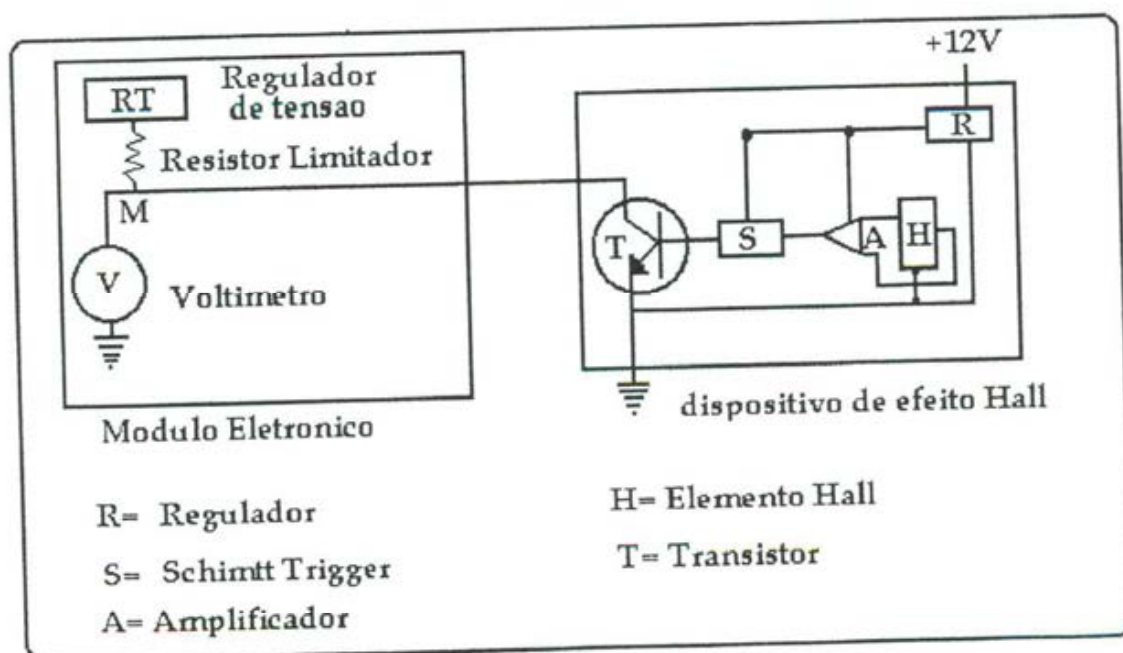 +12V
RT
Regulador
de tensao
Resistor Limitador
M
V
Voltimetro
R
T
S
A
H
Modulo Eletronico
dispositivo de efeito Hall
R= Regulador
S= Schimtt Trigger
A= Amplificador
H= Elemento Hall
T= Transistor